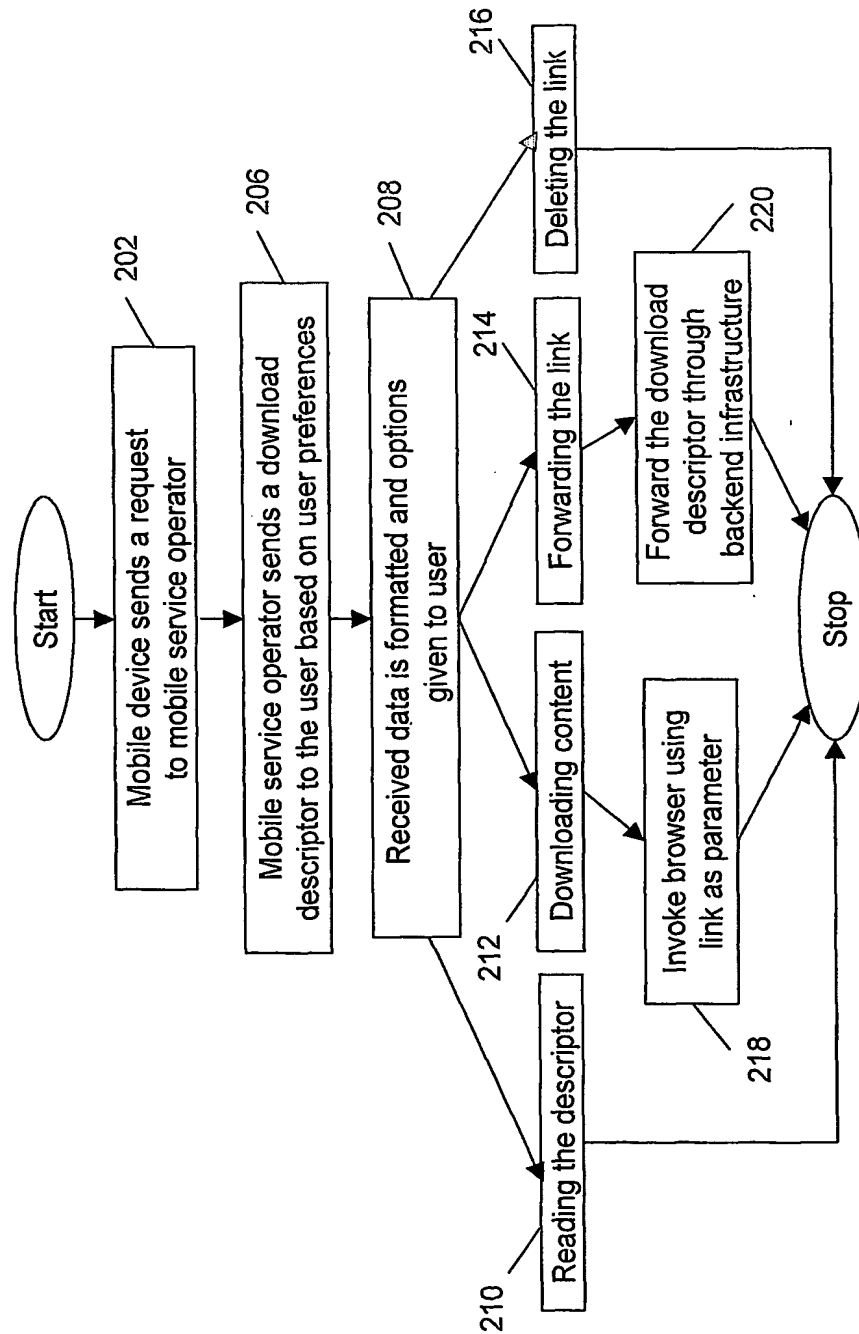 Start
202
Mobile device sends a request
to mobile service operator
206
Mobile service operator sends a download
descriptor to the user based on user preferences
208
Received data is formatted and options
given to user
210
Reading the descriptor
212
Downloading content
214
Forwarding the link
216
Deleting the link
218
Invoke browser using
link as parameter
220
Forward the download
descriptor through
backend infrastructure
Stop